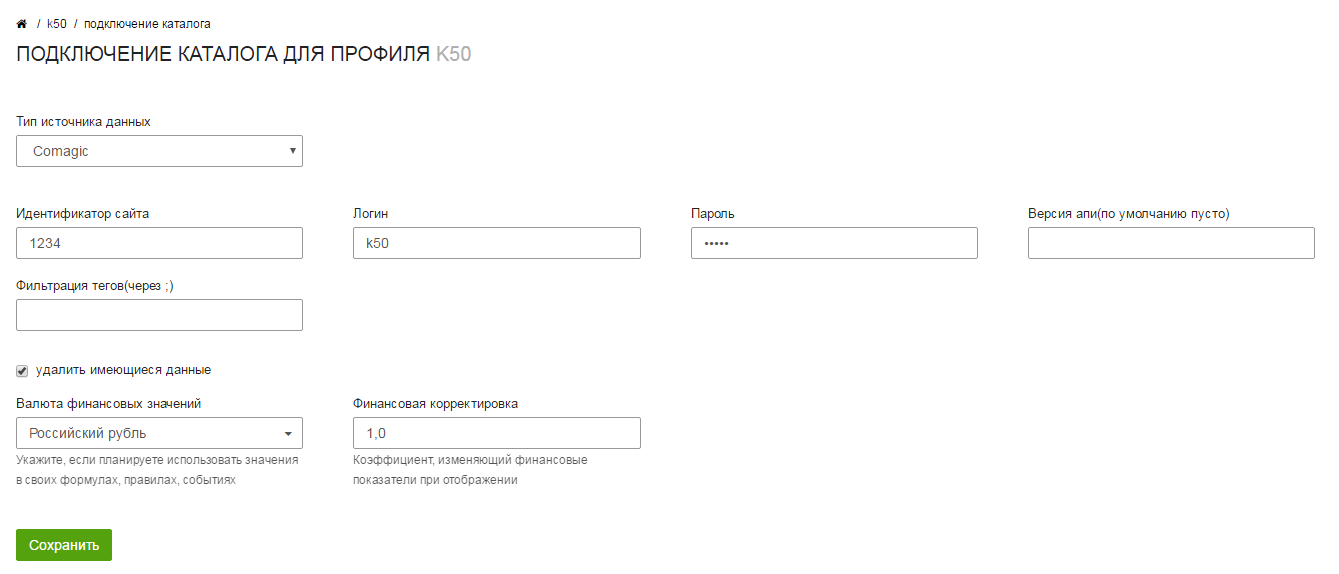 / k50 / подключение каталога
ПОДКЛЮЧЕНИЕ КАТАЛОГА ДЛЯ ПРОФИЛЯ K50
Тип источника данных
Comagic
Идентификатор сайта Логин Пароль Версия апи(по умолчанию пусто)
1234 k50 •••••
Фильтрация тегов(через ;)
удалить имеющиеся данные
Валюта финансовых значений Финансовая корректировка
Российский рубль 1,0
Укажите, если планируете использовать значения Коэффициент, изменяющий финансовые
в своих формулах, правилах, событиях показатели при отображении
Сохранить